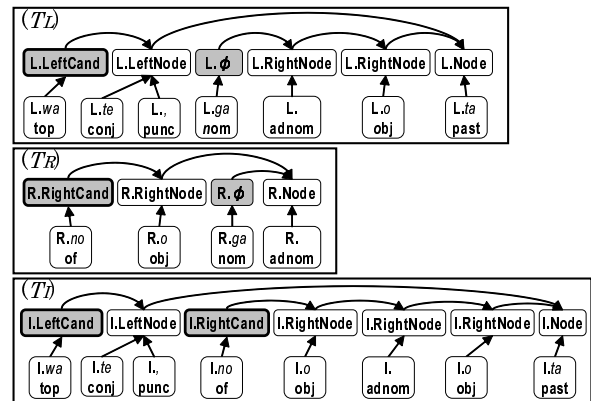 (TL)
L.LeftCand L.LeftNode L.ϕ L.RightNode L.RightNode L.Node
L.wa L.te L., L.ga L. L.o L.ta
top conj punc nom adnom obj past
(TR)
R.RightCand R.RightNode R.ϕ R.Node
R.no R.o R.ga R.
of obj nom adnom
(TI)
I.LeftCand I.LeftNode I.RightCand I.RightNode I.RightNode I.RightNode I.Node
I.wa I.te I., I.no I.o I. I.o I.ta
top conj punc of obj adnom obj past